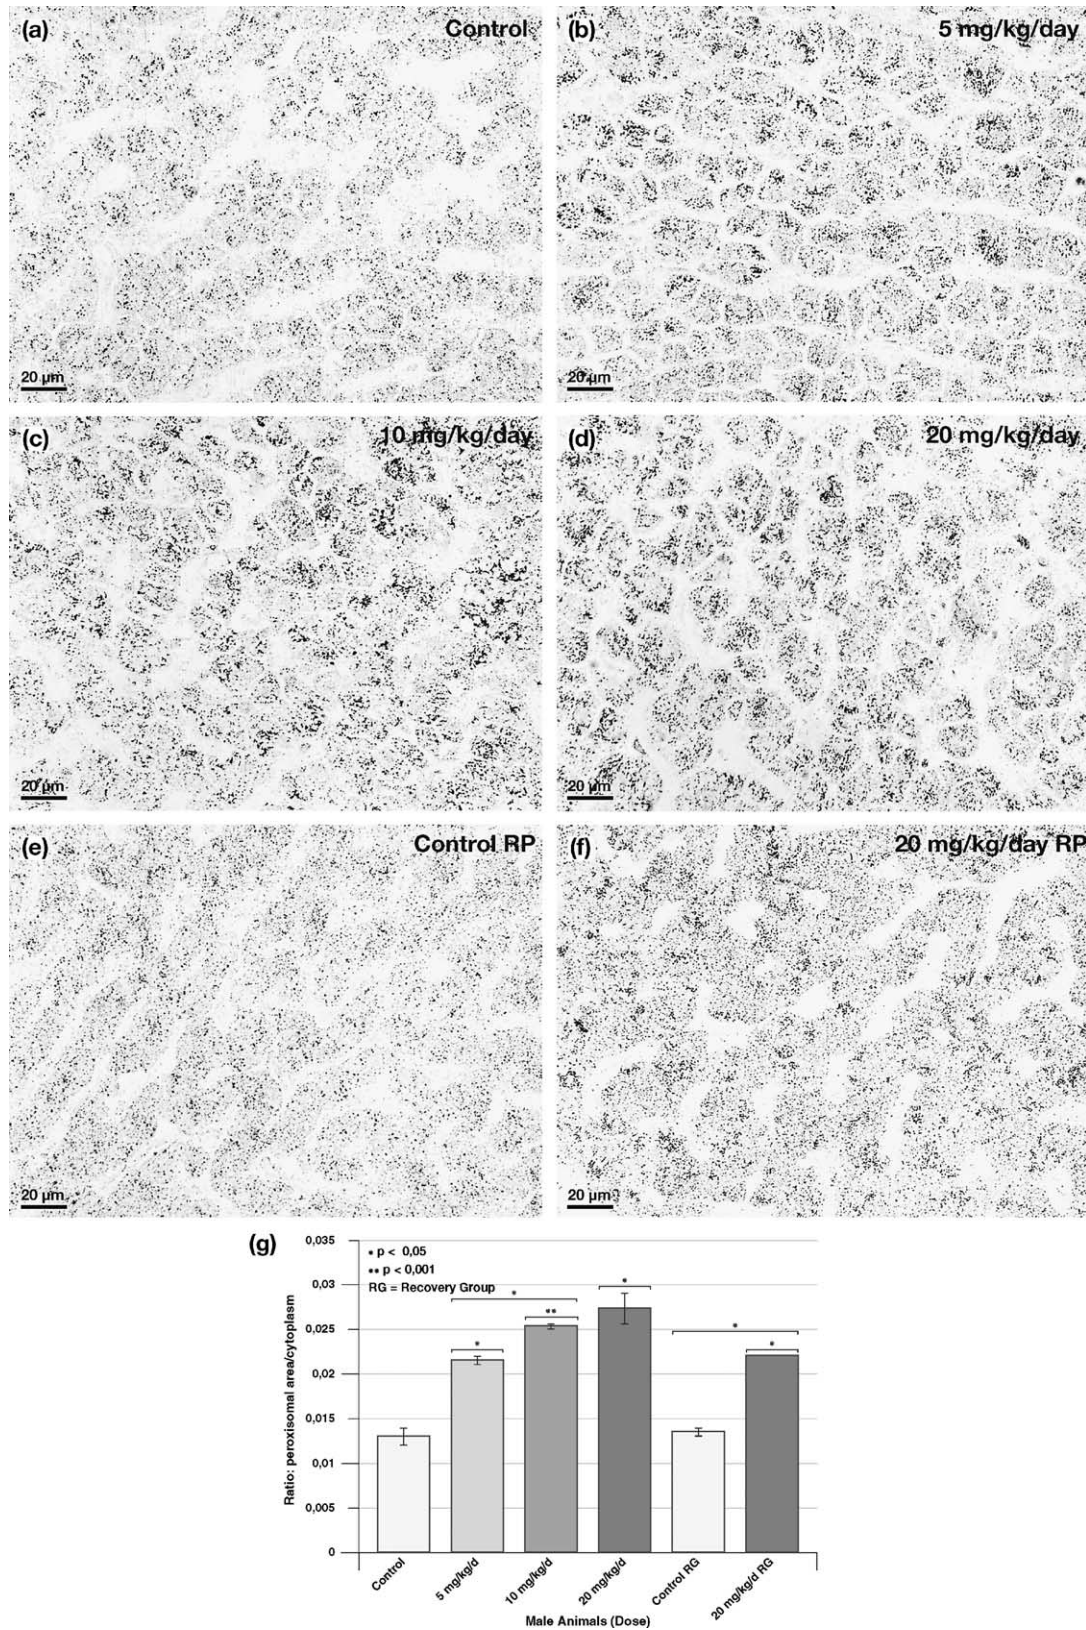 (a) Control
(b) 5 mg/kg/day
20 µm
20 µm
(c) 10 mg/kg/day
(d) 20 mg/kg/day
20 µm
20 µm
(e) Control RP
(f) 20 mg/kg/day RP
20 µm
20 µm
(g)
0,035
* p < 0,05
** p < 0,001
RG = Recovery Group
0,03
0,025
0,02
0,015
0,01
0,005
0
*
*
**
*
*
*
Ratio: peroxisomal area/cytoplasm
Control
5 mg/kg/d
10 mg/kg/d
20 mg/kg/d
Control RG
20 mg/kg/d RG
Male Animals (Dose)